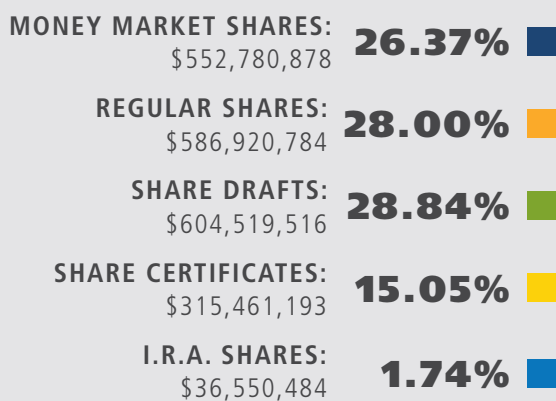 MONEY MARKET SHARES:
$552,780,878
26.37%
REGULAR SHARES:
$586,920,784
28.00%
SHARE DRAFTS:
$604,519,516
28.84%
SHARE CERTIFICATES:
$315,461,193
15.05%
I.R.A. SHARES:
$36,550,484
1.74%